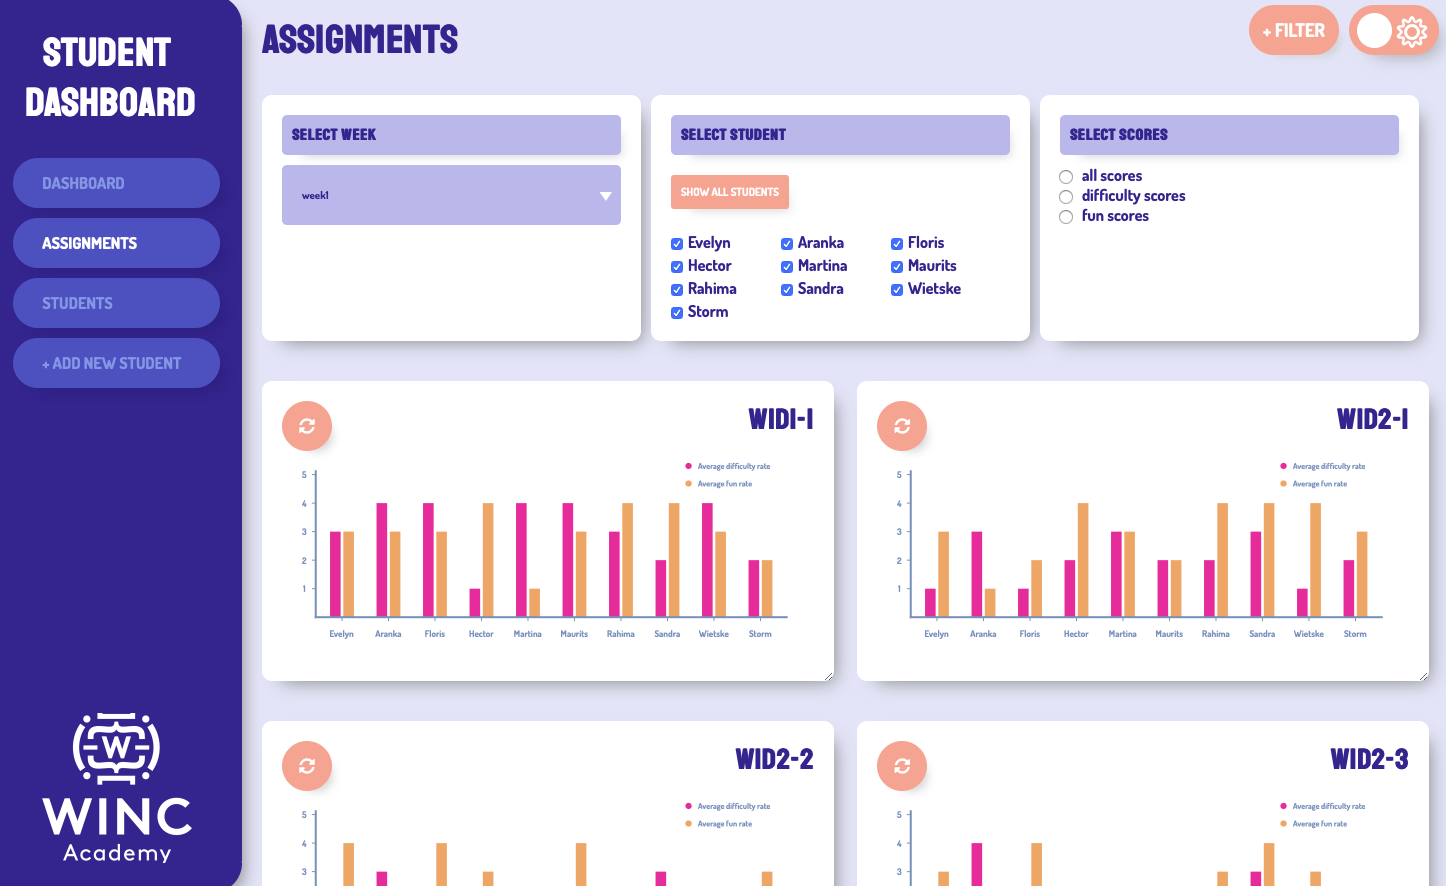 STUDENT
DASHBOARD
DASHBOARD
ASSIGNMENTS
STUDENTS
+ ADD NEW STUDENT
W
WINC
Academy
ASSIGNMENTS
+ FILTER
SELECT WEEK
week1
SELECT STUDENT
SHOW ALL STUDENTS
Evelyn Aranka Floris
Hector Martina Maurits
Rahima Sandra Wietske
Storm
SELECT SCORES
all scores
difficulty scores
fun scores
WID1-1
Average difficulty rate
Average fun rate
5
4
3
2
1
Evelyn Aranka Floris Hector Martina Maurits Rahima Sandra Wietske Storm
WID2-1
Average difficulty rate
Average fun rate
5
4
3
2
1
Evelyn Aranka Floris Hector Martina Maurits Rahima Sandra Wietske Storm
WID2-2
Average difficulty rate
Average fun rate
5
4
3
WID2-3
Average difficulty rate
Average fun rate
5
4
3